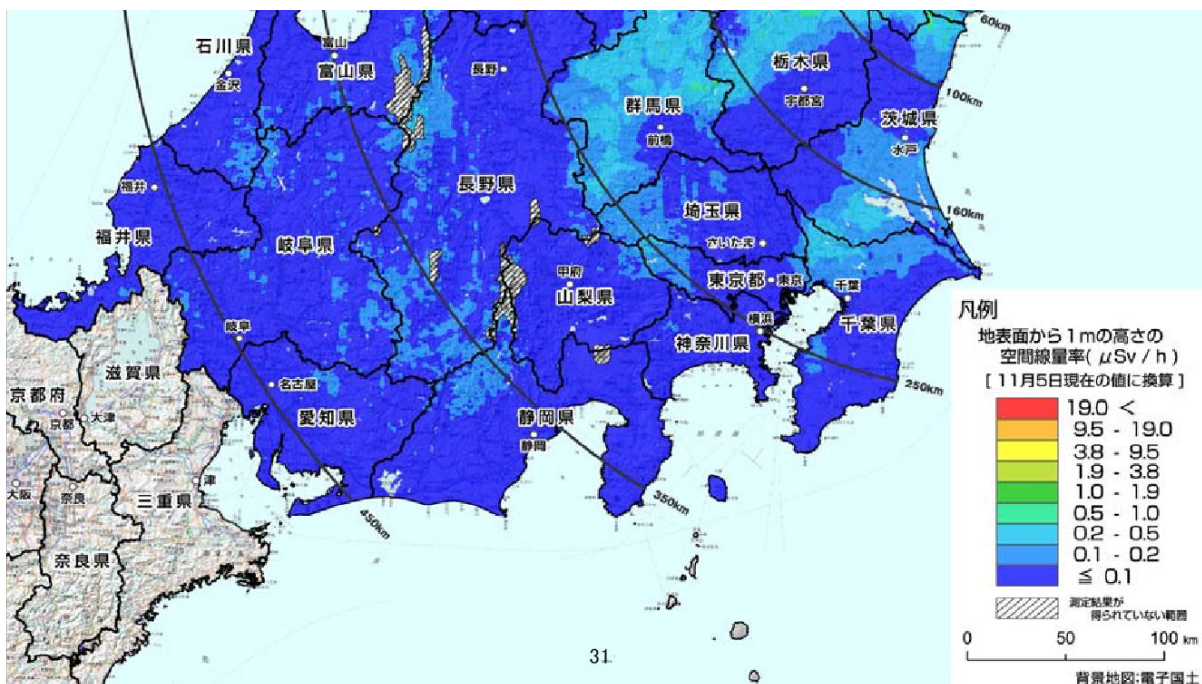 石川県
金沢
富山
富山県
長野
栃木県
宇都宮
60km
100km
群馬県
前橋
茨城県
水戸
160km
福井
福井県
岐阜県
長野県
埼玉県
さいたま
東京都
東京
千葉
千葉県
甲府
山梨県
横浜
神奈川県
250km
岐阜
滋賀県
名古屋
愛知県
静岡県
静岡
350km
450km
京都府
京都
大津
大阪
奈良
津
三重県
奈良県
凡例
地表面から1mの高さの
空間線量率(μSv/h)
[ 11月5日現在の値に換算 ]
19.0 <
9.5 - 19.0
3.8 - 9.5
1.9 - 3.8
1.0 - 1.9
0.5 - 1.0
0.2 - 0.5
0.1 - 0.2
≦ 0.1
測定結果が
得られていない範囲
0 50 100 km
背景地図:電子国土
31